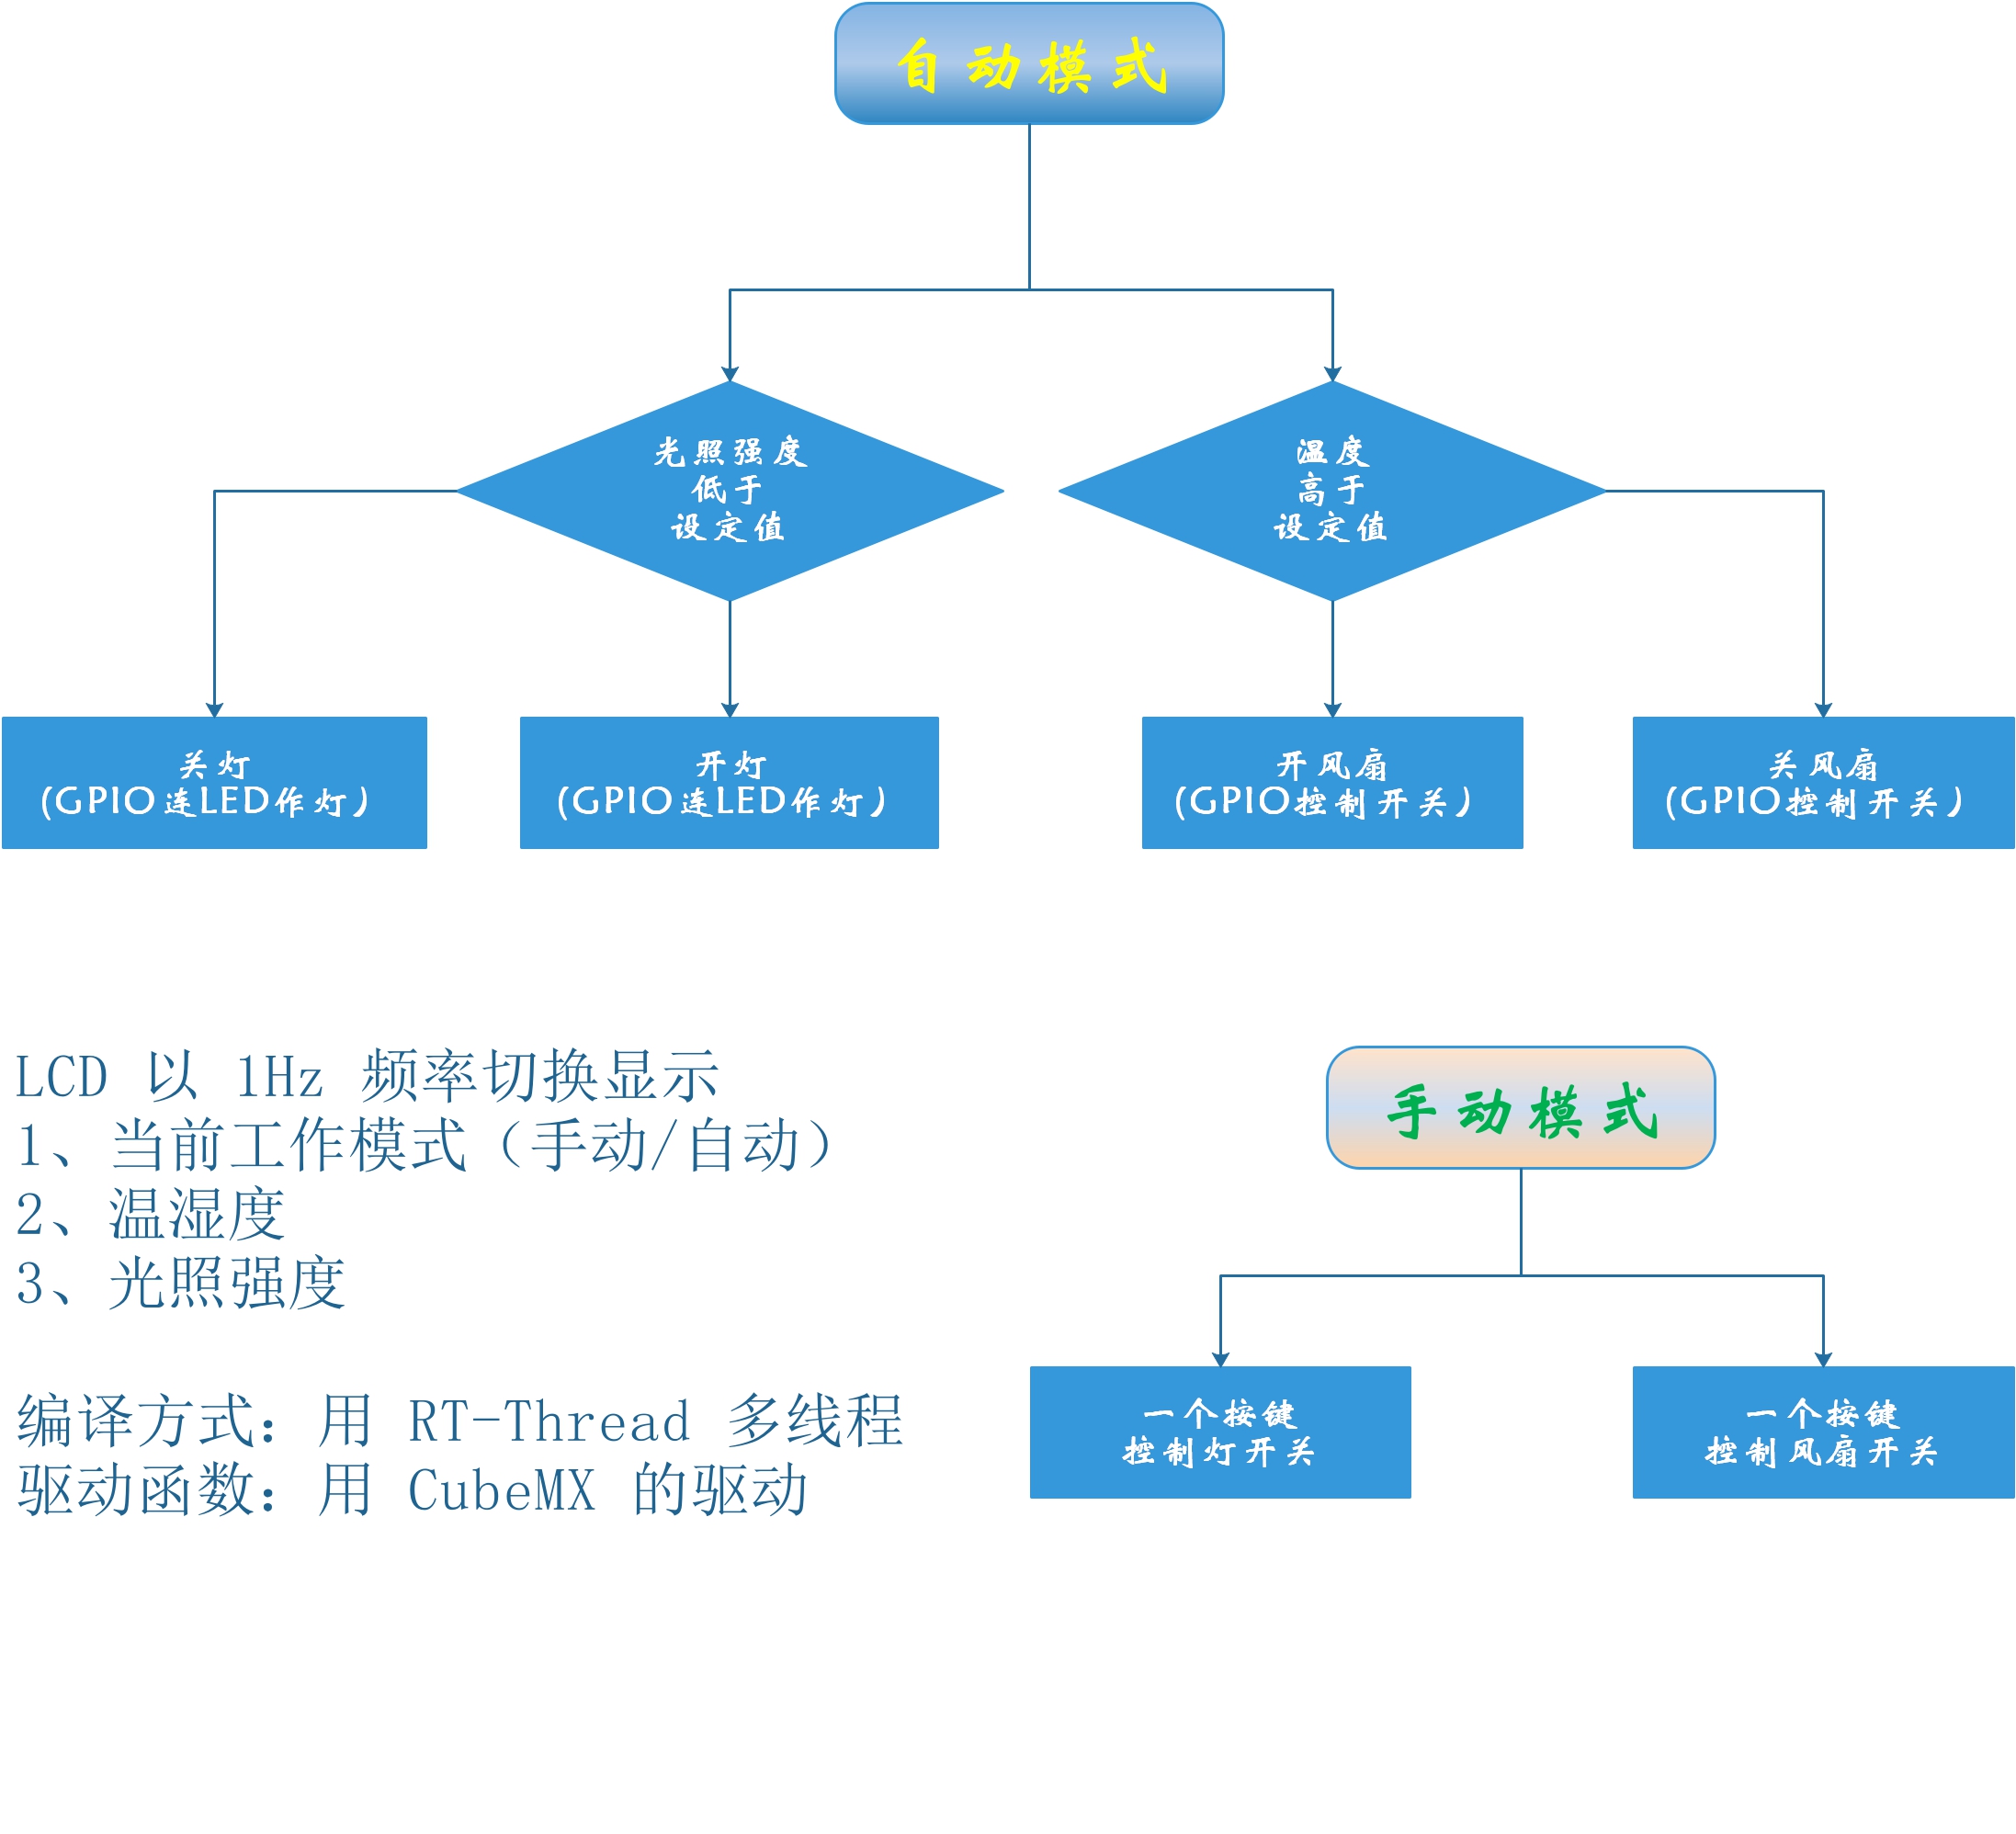 自动模式
光照强度
低于
设定值
温度
高于
设定值
关灯
(GPIO连LED作灯)
开灯
(GPIO连LED作灯)
开风扇
(GPIO控制开关)
关风扇
(GPIO控制开关)
LCD 以 1Hz 频率切换显示
1、当前工作模式（手动/自动）
2、温湿度
3、光照强度
编译方式：用 RT-Thread 多线程
驱动函数：用 CubeMX 的驱动
手动模式
一个按键
控制灯开关
一个按键
控制风扇开关